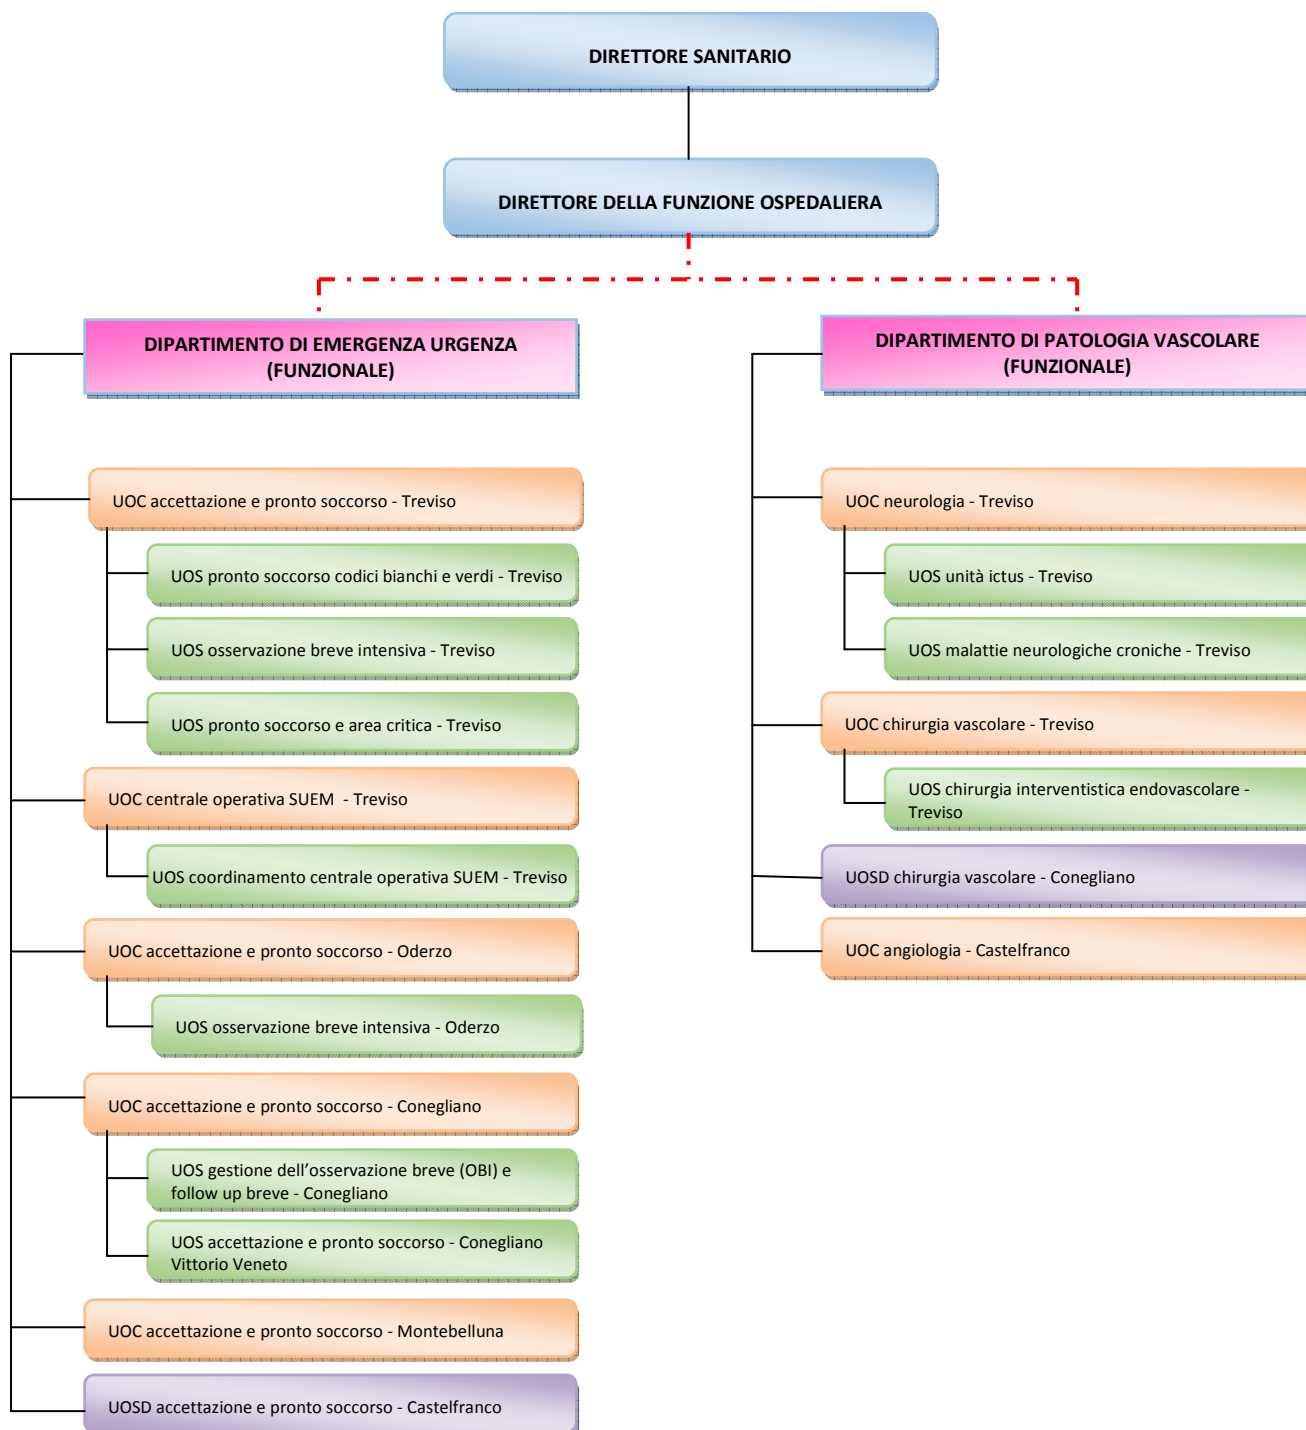 DIRETTORE SANITARIO
DIRETTORE DELLA FUNZIONE OSPEDALIERA
DIPARTIMENTO DI EMERGENZA URGENZA
(FUNZIONALE)
UOC accettazione e pronto soccorso - Treviso
UOS pronto soccorso codici bianchi e verdi - Treviso
UOS osservazione breve intensiva - Treviso
UOS pronto soccorso e area critica - Treviso
UOC centrale operativa SUEM - Treviso
UOS coordinamento centrale operativa SUEM - Treviso
UOC accettazione e pronto soccorso - Oderzo
UOS osservazione breve intensiva - Oderzo
UOC accettazione e pronto soccorso - Conegliano
UOS gestione dell'osservazione breve (OBI) e
follow up breve - Conegliano
UOS accettazione e pronto soccorso - Conegliano
Vittorio Veneto
UOC accettazione e pronto soccorso - Montebelluna
UOSD accettazione e pronto soccorso - Castelfranco
DIPARTIMENTO DI PATOLOGIA VASCOLARE
(FUNZIONALE)
UOC neurologia - Treviso
UOS unità ictus - Treviso
UOS malattie neurologiche croniche - Treviso
UOC chirurgia vascolare - Treviso
UOS chirurgia interventistica endovascolare -
Treviso
UOSD chirurgia vascolare - Conegliano
UOC angiologia - Castelfranco